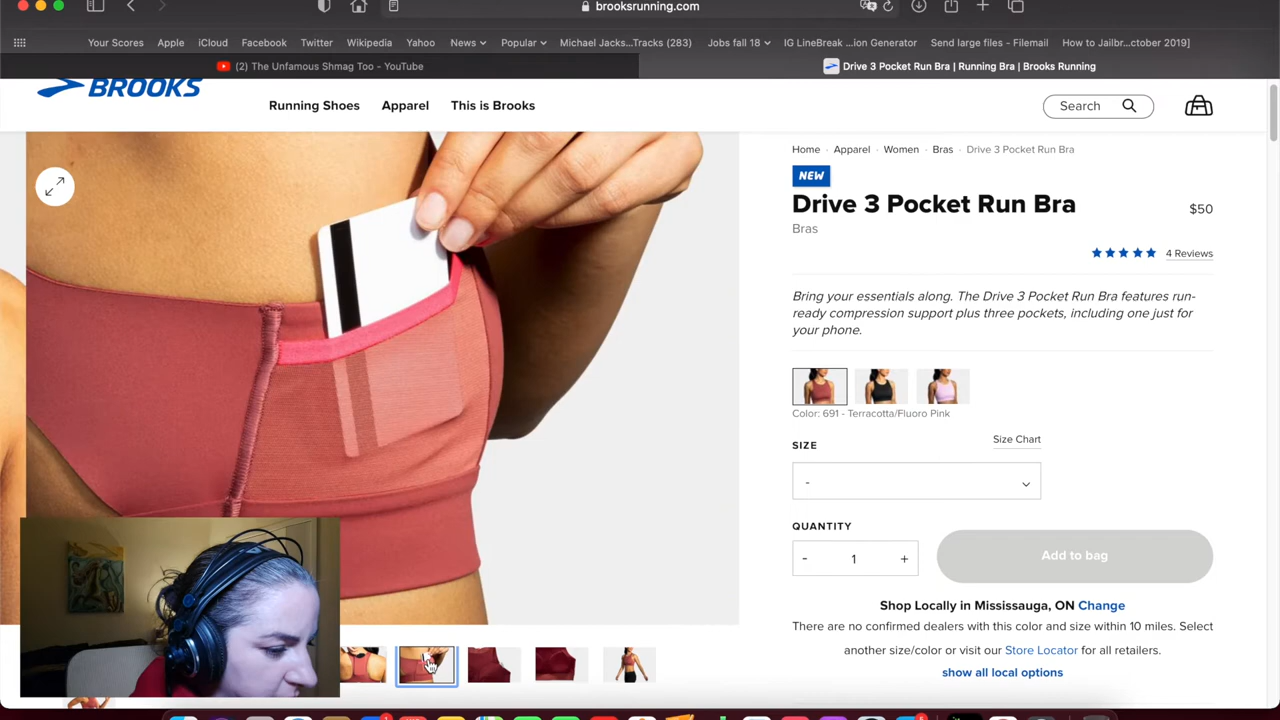 brooksrunning.com
Your Scores Apple iCloud Facebook Twitter Wikipedia Yahoo News Popular Michael Jacks...Tracks (283) Jobs fall 18 IG LineBreak ...ion Generator Send large files - Filemail How to Jailbr...ctober 2019]
(2) The Unfamous Shmag Too - YouTube
Drive 3 Pocket Run Bra | Running Bra | Brooks Running
BROOKS
Running Shoes Apparel This is Brooks
Search
Home · Apparel · Women · Bras · Drive 3 Pocket Run Bra
NEW
Drive 3 Pocket Run Bra
$50
Bras
4 Reviews
Bring your essentials along. The Drive 3 Pocket Run Bra features run-
ready compression support plus three pockets, including one just for
your phone.
Color: 691 - Terracotta/Fluoro Pink
SIZE
Size Chart
-
QUANTITY
- 1 +
Add to bag
Shop Locally in Mississauga, ON Change
There are no confirmed dealers with this color and size within 10 miles. Select
another size/color or visit our Store Locator for all retailers.
show all local options